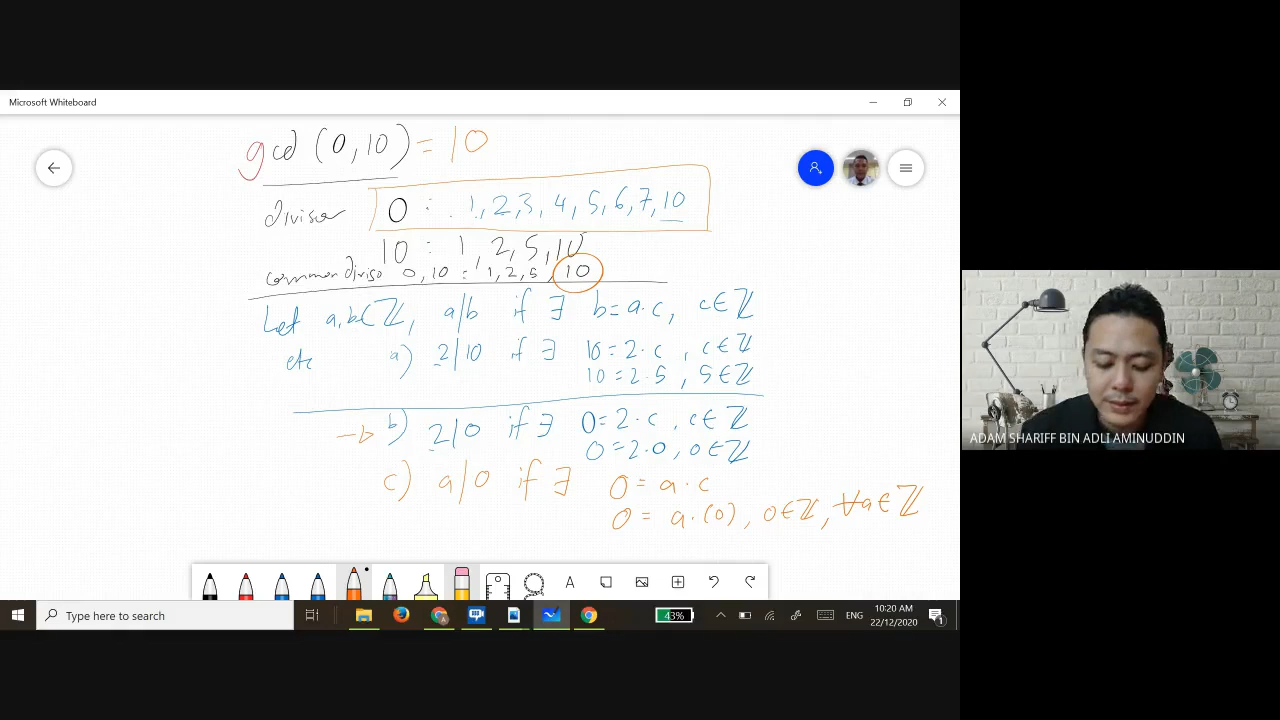 Microsoft Whiteboard
gcd (0, 10) = 10
divisor 0 : 1, 2, 3, 4, 5, 6, 7, 10
10 : 1, 2, 5, 10
common diviso 0, 10 : 1, 2, 5, 10
Let a, b ∈ ℤ, a/b if ∃ b = a·c, c ∈ ℤ
etc a) 2/10 if ∃ 10 = 2·c, c ∈ ℤ
10 = 2·5, 5 ∈ ℤ
→ b) 2/0 if ∃ 0 = 2·c, c ∈ ℤ
0 = 2·0, 0 ∈ ℤ
c) a/0 if ∃ 0 = a·c
0 = a·(0), 0 ∈ ℤ, ∀a ∈ ℤ
ADAM SHARIFF BIN ADLI AMINUDDIN
Type here to search
43%
ENG
10:20 AM
22/12/2020
1